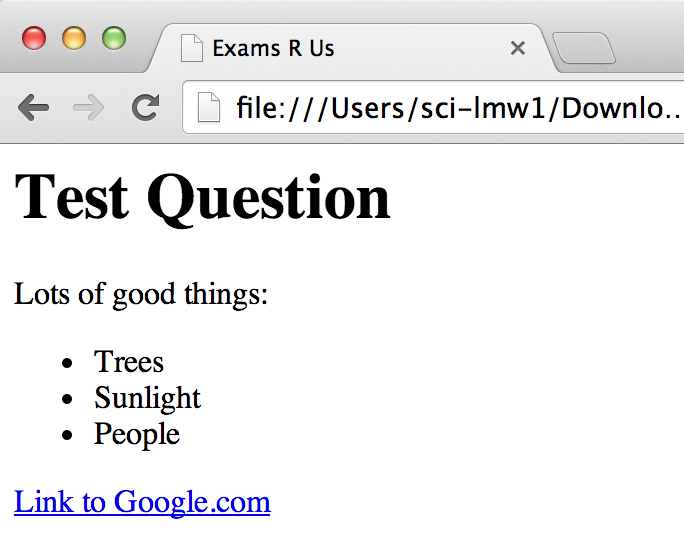 Exams R Us
file:///Users/sci-lmw1/Downlo...
Test Question
Lots of good things:
• Trees
• Sunlight
• People
Link to Google.com